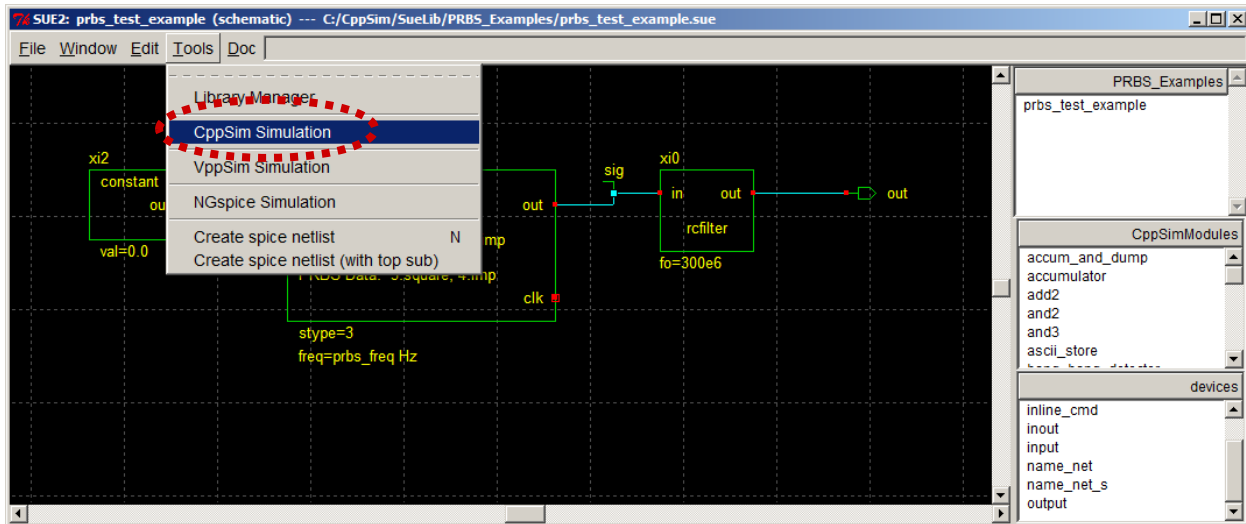 SUE2: prbs_test_example (schematic) --- C:/CppSim/SueLib/PRBS_Examples/prbs_test_example.sue
File Window Edit Tools Doc
Library Manager
CppSim Simulation
VppSim Simulation
NGspice Simulation
Create spice netlist N
Create spice netlist (with top sub)
xi2
constant
ou
val=0.0
out
mp
PRBS Data: 3:square, 4:imp
clk
stype=3
freq=prbs_freq Hz
sig
xi0
in out
rcfilter
fo=300e6
out
PRBS_Examples
prbs_test_example
CppSimModules
accum_and_dump
accumulator
add2
and2
and3
ascii_store
devices
inline_cmd
inout
input
name_net
name_net_s
output